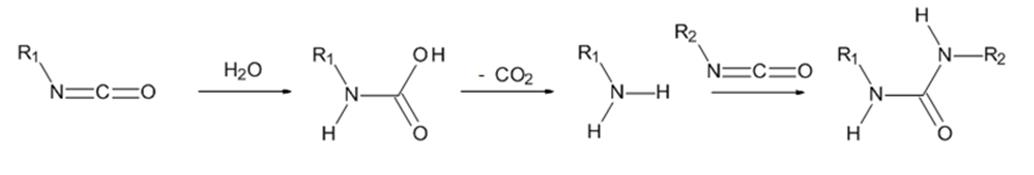 R1 N=C=O
H2O
R1 N H OH O
- CO2
R1 N-H H
R2 N=C=O
R1 N H H N-R2 O